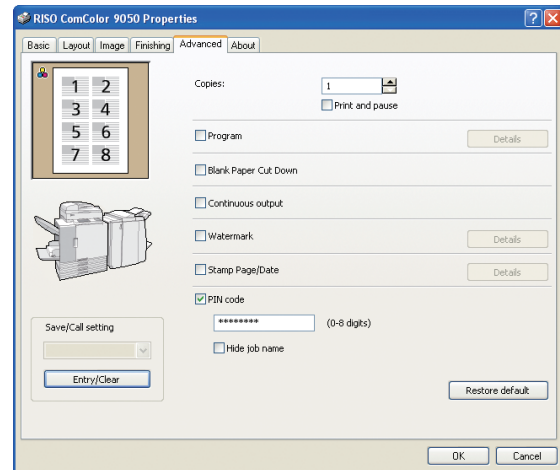 RISO ComColor 9050 Properties
Basic Layout Image Finishing Advanced About
1 2
3 4
5 6
7 8
Copies: 1
Print and pause
Program Details
Blank Paper Cut Down
Continuous output
Watermark Details
Stamp Page/Date Details
PIN code
******** (0-8 digits)
Hide job name
Save/Call setting
Entry/Clear
Restore default
OK Cancel